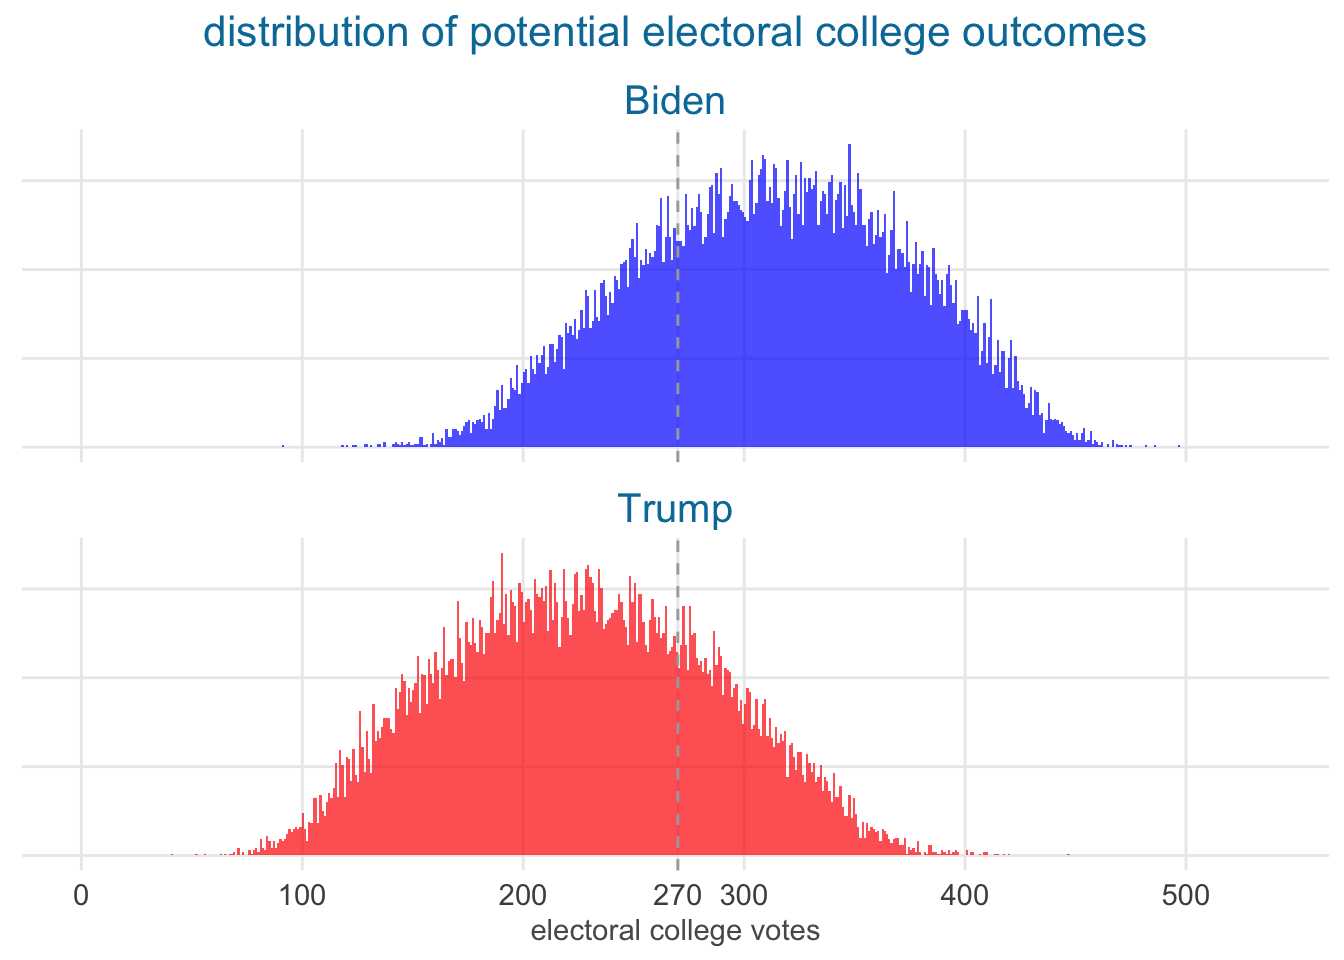 distribution of potential electoral college outcomes
Biden
Trump
0 100 200 270 300 400 500
electoral college votes